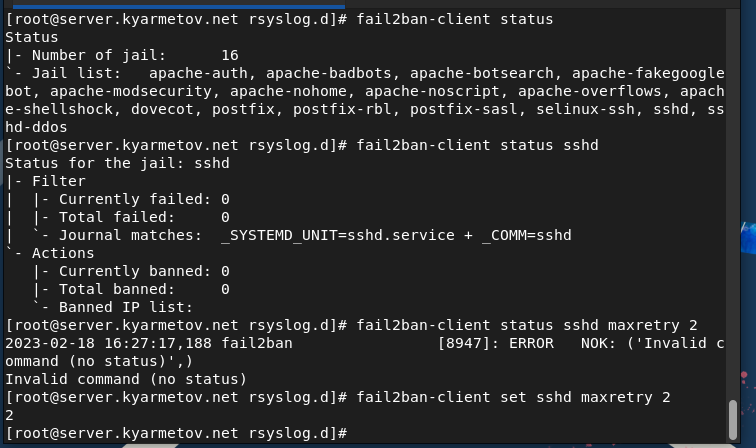 [root@server.kyarmetov.net rsyslog.d]# fail2ban-client status
Status
|- Number of jail:      16
`- Jail list:   apache-auth, apache-badbots, apache-botsearch, apache-fakegoogle
bot, apache-modsecurity, apache-nohome, apache-noscript, apache-overflows, apach
e-shellshock, dovecot, postfix, postfix-rbl, postfix-sasl, selinux-ssh, sshd, ss
hd-ddos
[root@server.kyarmetov.net rsyslog.d]# fail2ban-client status sshd
Status for the jail: sshd
|- Filter
|  |- Currently failed: 0
|  |- Total failed:     0
|  `- Journal matches:  _SYSTEMD_UNIT=sshd.service + _COMM=sshd
`- Actions
   |- Currently banned: 0
   |- Total banned:     0
   `- Banned IP list:
[root@server.kyarmetov.net rsyslog.d]# fail2ban-client status sshd maxretry 2
2023-02-18 16:27:17,188 fail2ban                [8947]: ERROR   NOK: ('Invalid c
ommand (no status)',)
Invalid command (no status)
[root@server.kyarmetov.net rsyslog.d]# fail2ban-client set sshd maxretry 2
2
[root@server.kyarmetov.net rsyslog.d]#